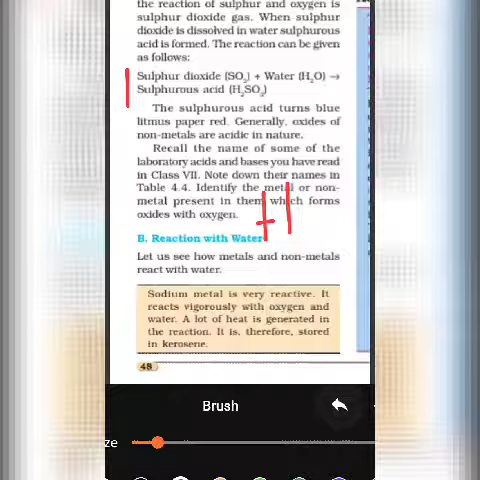 the reaction of sulphur and oxygen is
sulphur dioxide gas. When sulphur
dioxide is dissolved in water sulphurous
acid is formed. The reaction can be given
as follows:
Sulphur dioxide (SO₂) + Water (H₂O) →
Sulphurous acid (H₂SO₃)
The sulphurous acid turns blue
litmus paper red. Generally, oxides of
non-metals are acidic in nature.
Recall the name of some of the
laboratory acids and bases you have read
in Class VII. Note down their names in
Table 4.4. Identify the metal or non-
metal present in them which forms
oxides with oxygen.
B. Reaction with Water
Let us see how metals and non-metals
react with water.
Sodium metal is very reactive. It
reacts vigorously with oxygen and
water. A lot of heat is generated in
the reaction. It is, therefore, stored
in kerosene.
48
Brush
ze